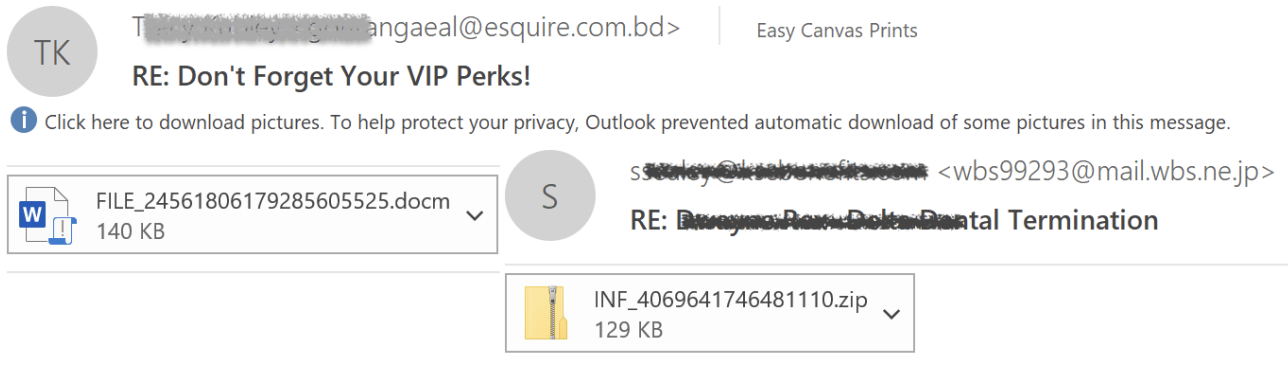 TK
angaeal@esquire.com.bd>
Easy Canvas Prints
RE: Don't Forget Your VIP Perks!
Click here to download pictures. To help protect your privacy, Outlook prevented automatic download of some pictures in this message.
FILE_24561806179285605525.docm
140 KB
S
<wbs99293@mail.wbs.ne.jp>
RE: Termination
INF_4069641746481110.zip
129 KB